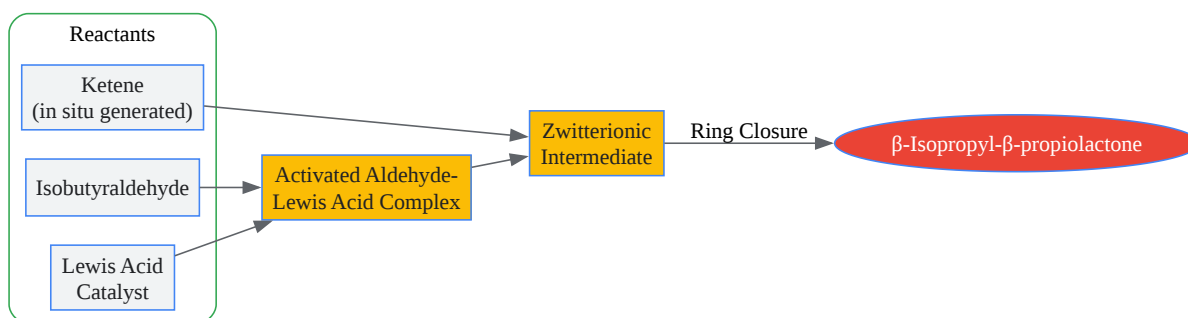 Reactants
Ketene
(in situ generated)
Isobutyraldehyde
Lewis Acid
Catalyst
Activated Aldehyde-
Lewis Acid Complex
Zwitterionic
Intermediate
Ring Closure
β-Isopropyl-β-propiolactone